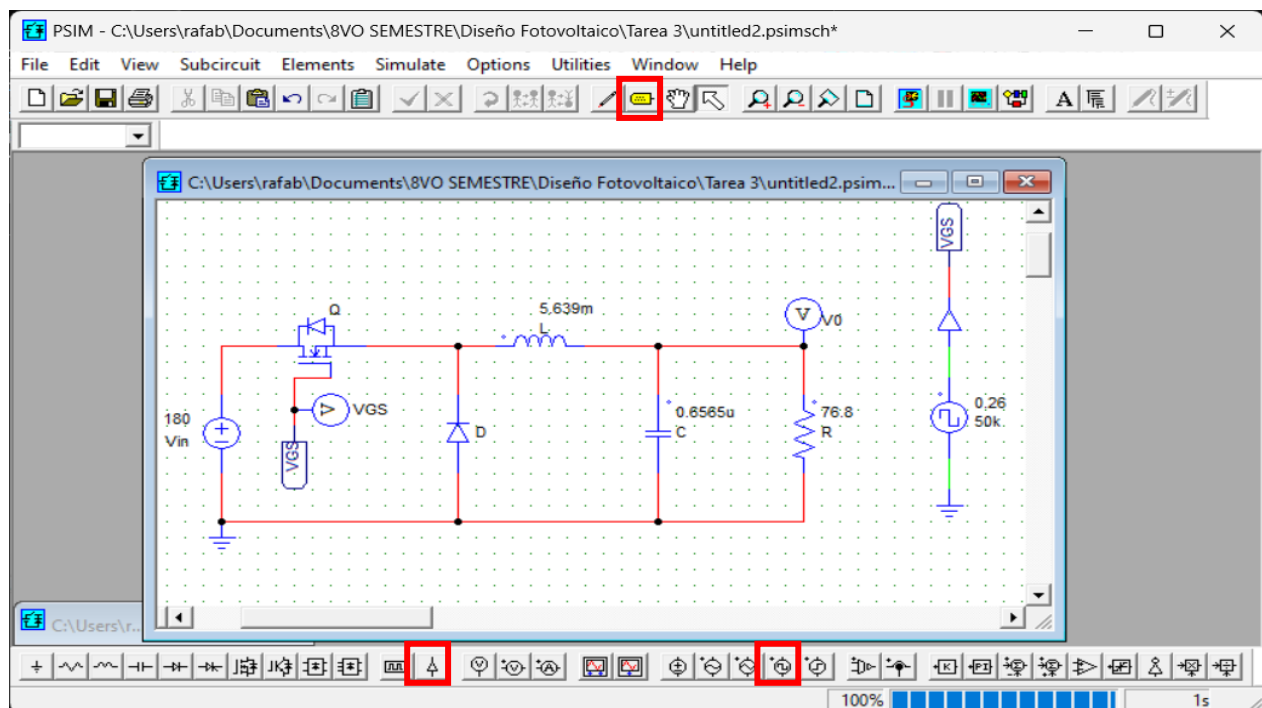 PSIM - C:\Users\rafab\Documents\8VO SEMESTRE\Diseño Fotovoltaico\Tarea 3\untitled2.psimsch*
File Edit View Subcircuit Elements Simulate Options Utilities Window Help
C:\Users\rafab\Documents\8VO SEMESTRE\Diseño Fotovoltaico\Tarea 3\untitled2.psim...
VGS
Q
5,639m
L
V
V0
180
Vin
V
VGS
VGS
D
0.6565u
C
76.8
R
0,26
50k
C:\Users\r...
100%
1s